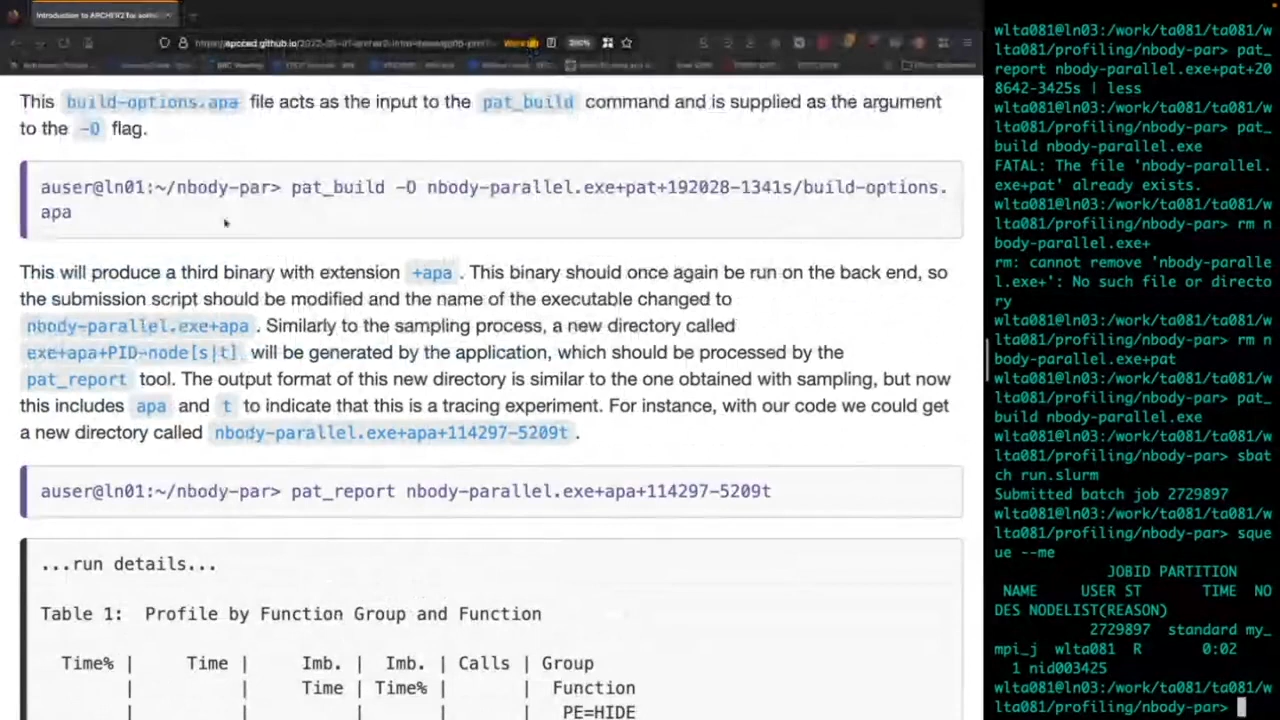 Introduction to ARCHER2 for
200%
This build-options.apa file acts as the input to the pat_build command and is supplied as the argument
to the -O flag.
auser@ln01:~/nbody-par> pat_build -O nbody-parallel.exe+pat+192028-1341s/build-options.
apa
This will produce a third binary with extension +apa . This binary should once again be run on the back end, so
the submission script should be modified and the name of the executable changed to
nbody-parallel.exe+apa . Similarly to the sampling process, a new directory called
exe+apa+PID-node[s|t] will be generated by the application, which should be processed by the
pat_report tool. The output format of this new directory is similar to the one obtained with sampling, but now
this includes apa and t to indicate that this is a tracing experiment. For instance, with our code we could get
a new directory called nbody-parallel.exe+apa+114297-5209t .
auser@ln01:~/nbody-par> pat_report nbody-parallel.exe+apa+114297-5209t
...run details...
Table 1: Profile by Function Group and Function
Time% | Time | Imb. | Imb. | Calls | Group
| | Time | Time% | | Function
| | | | | PE=HIDE
wlta081@ln03:/work/ta081/ta081/w
lta081/profiling/nbody-par> pat_
report nbody-parallel.exe+pat+20
8642-3425s | less
wlta081@ln03:/work/ta081/ta081/w
lta081/profiling/nbody-par> pat_
build nbody-parallel.exe
FATAL: The file 'nbody-parallel.
exe+pat' already exists.
wlta081@ln03:/work/ta081/ta081/w
lta081/profiling/nbody-par> rm n
body-parallel.exe+
rm: cannot remove 'nbody-paralle
l.exe+': No such file or directo
ry
wlta081@ln03:/work/ta081/ta081/w
lta081/profiling/nbody-par> rm n
body-parallel.exe+pat
wlta081@ln03:/work/ta081/ta081/w
lta081/profiling/nbody-par> pat_
build nbody-parallel.exe
wlta081@ln03:/work/ta081/ta081/w
lta081/profiling/nbody-par> sbat
ch run.slurm
Submitted batch job 2729897
wlta081@ln03:/work/ta081/ta081/w
lta081/profiling/nbody-par> sque
ue --me
JOBID PARTITION
NAME USER ST TIME NO
DES NODELIST(REASON)
2729897 standard my_
mpi_j wlta081 R 0:02
1 nid003425
wlta081@ln03:/work/ta081/ta081/w
lta081/profiling/nbody-par>